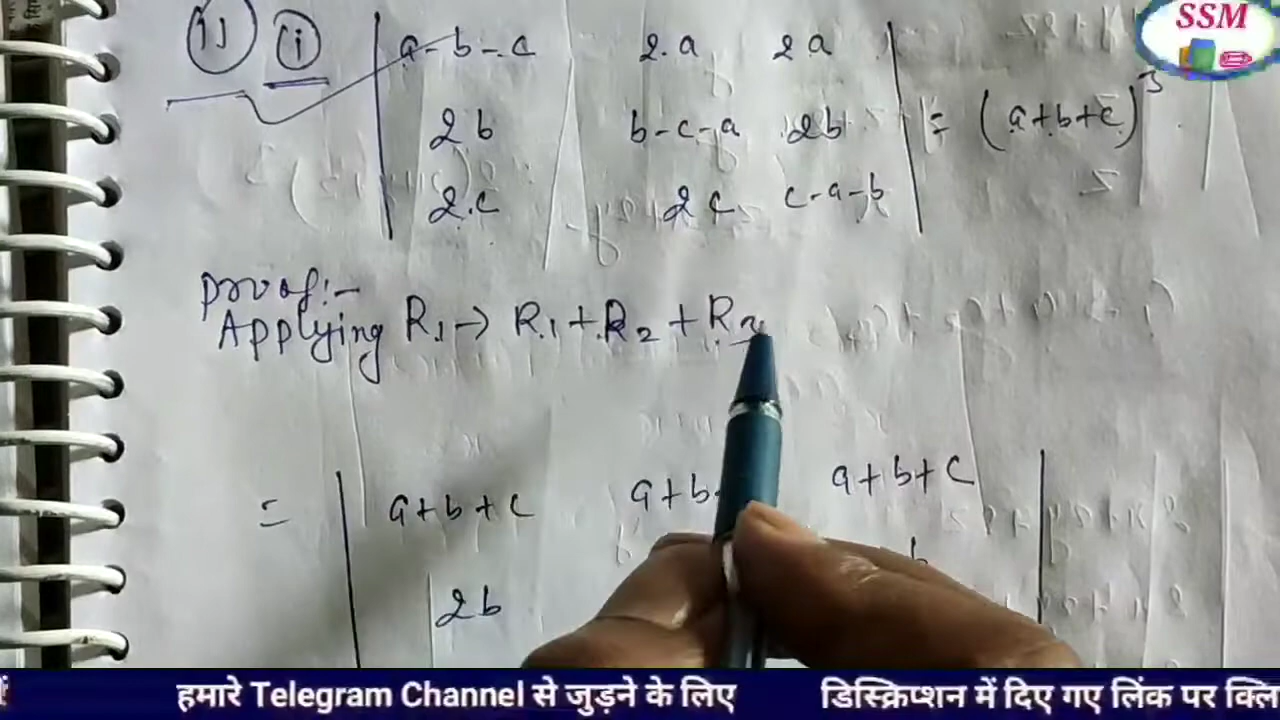 SSM
11) (i) | a-b-c 2a 2a |
| 2b b-c-a 2b | = (a+b+c)³
| 2c 2c c-a-b |
Proof:-
Applying R1 → R1 + R2 + R3
= | a+b+c a+b a+b+c |
2b b
हमारे Telegram Channel से जुड़ने के लिए डिस्क्रिप्शन में दिए गए लिंक पर क्लि